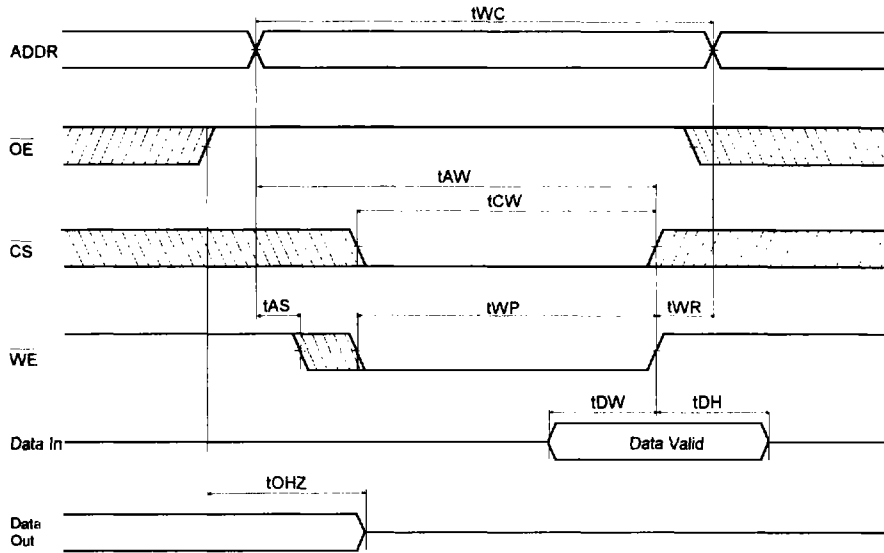 tWC
ADDR
OE
tAW
tCW
CS
tAS
tWP
tWR
WE
tDW
tDH
Data In
Data Valid
tOHZ
Data
Out